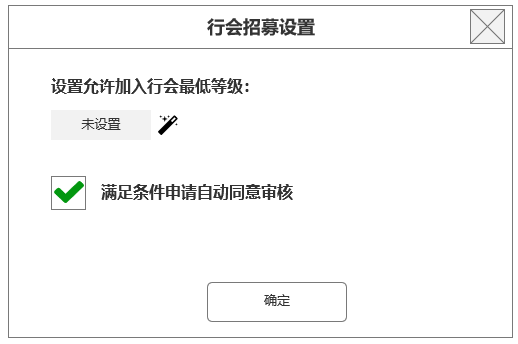 行会招募设置
设置允许加入行会最低等级：
未设置
满足条件申请自动同意审核
确定